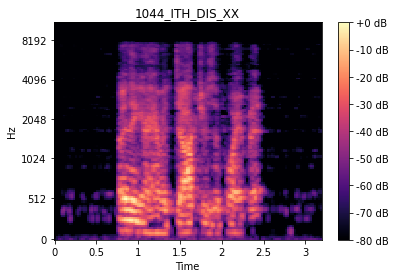 1044_ITH_DIS_XX
+0 dB
8192
-10 dB
4096
-20 dB
-30 dB
2048
Hz
-40 dB
1024
-50 dB
512
-60 dB
-70 dB
0
-80 dB
0 0.5 1 1.5 2 2.5 3
Time